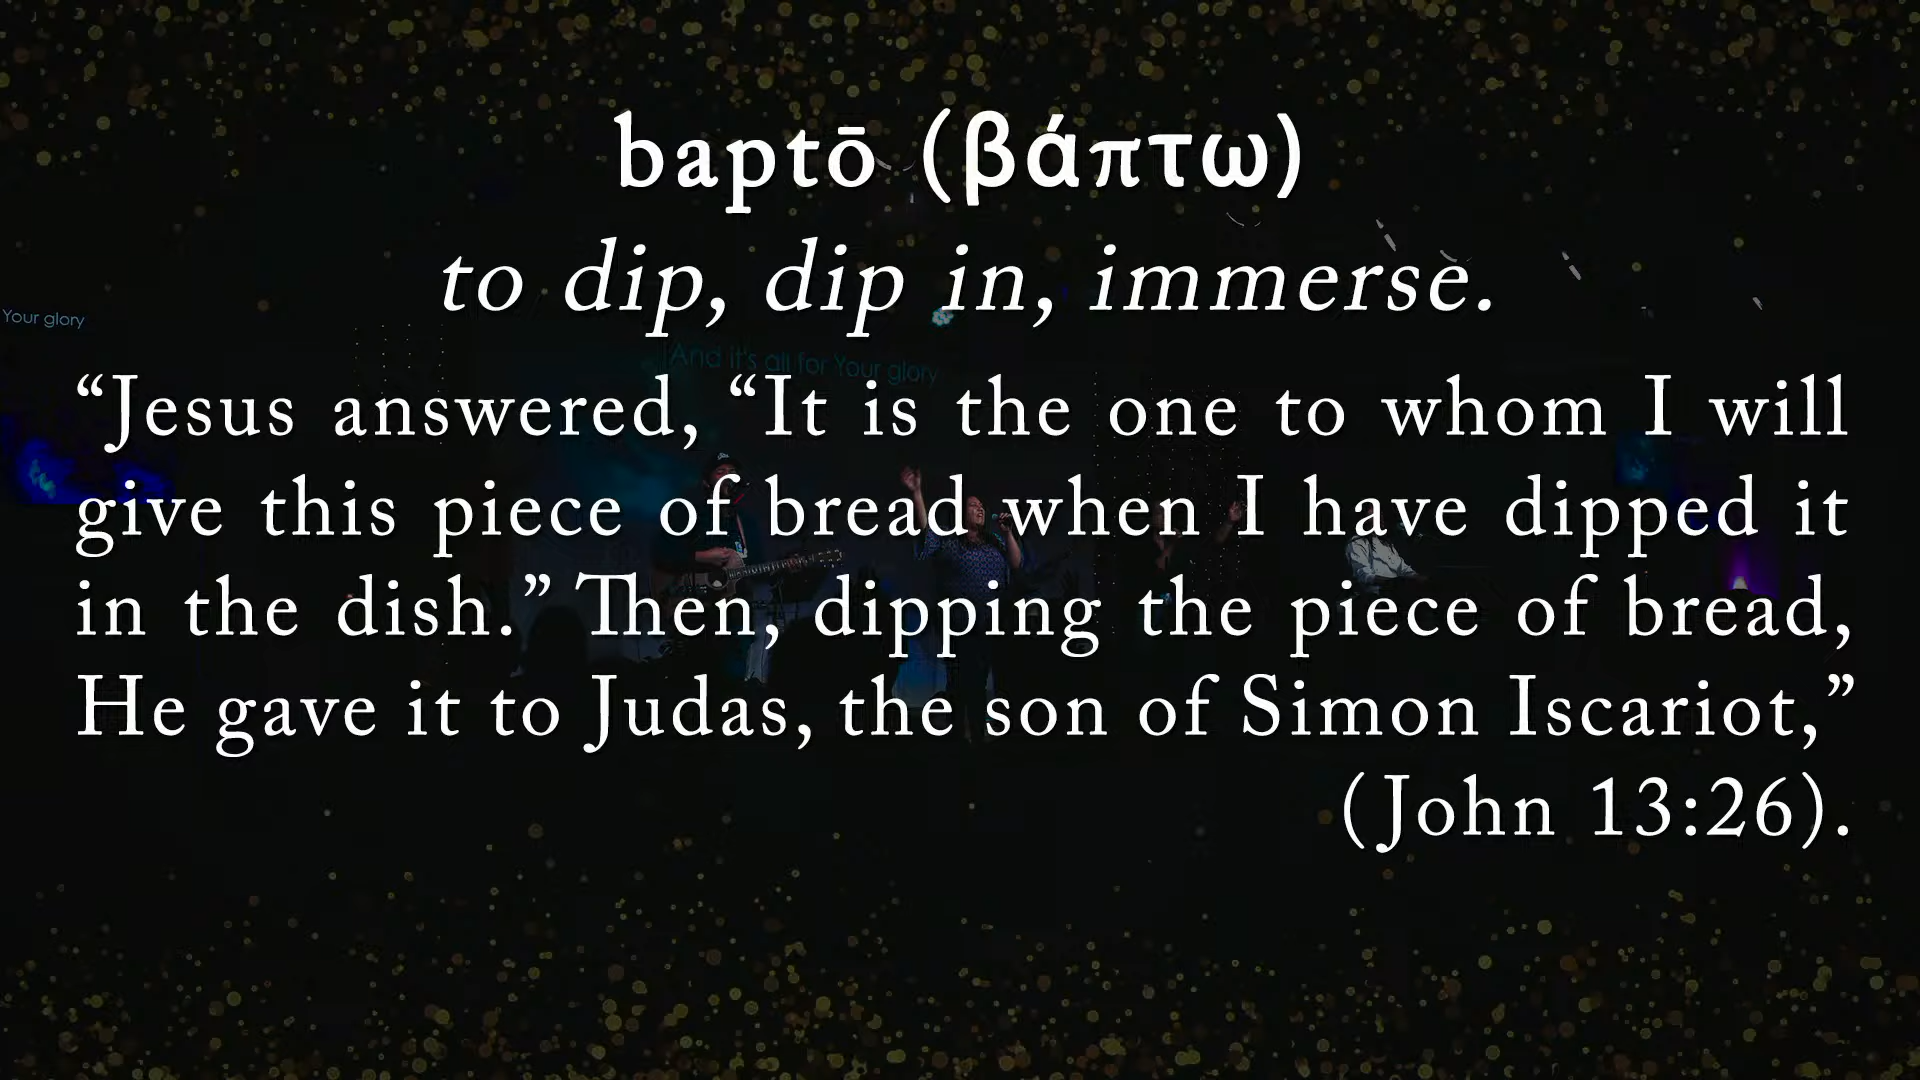 baptō (βάπτω)
to dip, dip in, immerse.
Your glory
And it's all for Your glory
“Jesus answered, “It is the one to whom I will
give this piece of bread when I have dipped it
in the dish.” Then, dipping the piece of bread,
He gave it to Judas, the son of Simon Iscariot,”
(John 13:26).